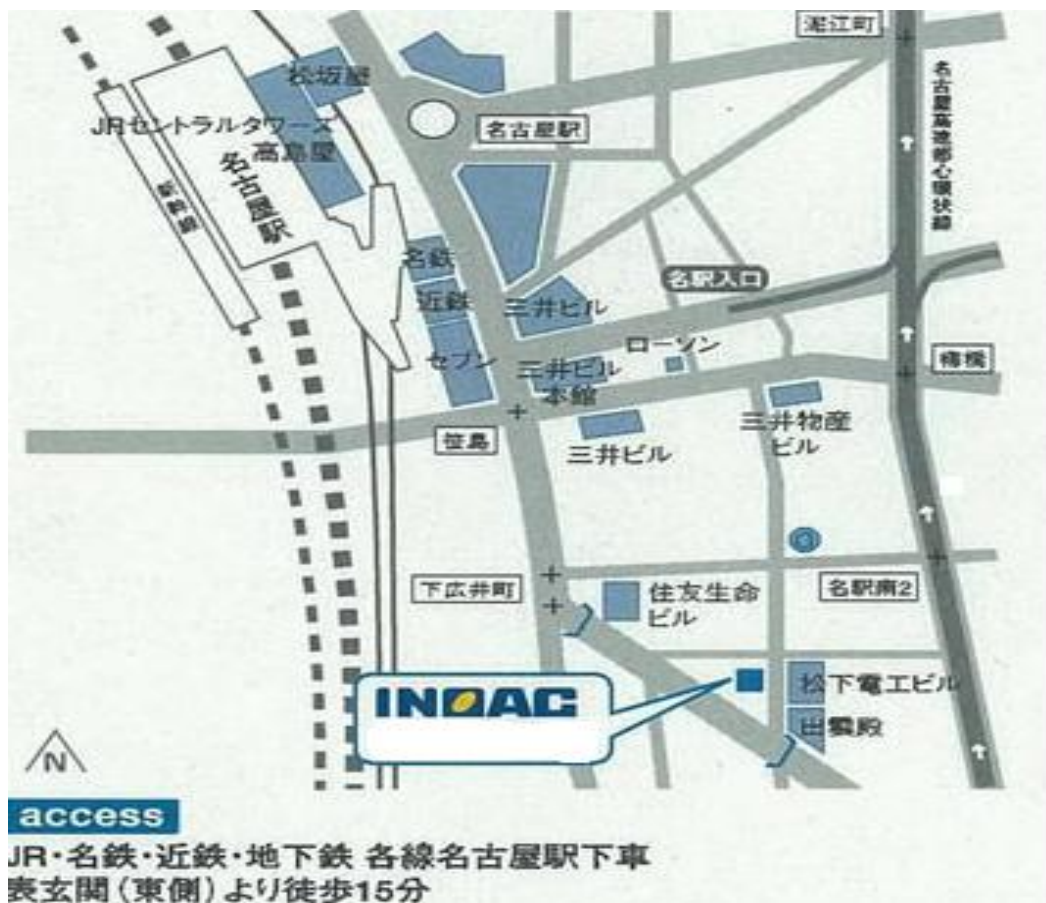 泥江町
松坂屋
JRセントラルタワーズ
高島屋
名古屋駅
名古屋駅
新幹線
名古屋高速都心環状線
名鉄
近鉄
セブン
三井ビル
名駅入口
ローソン
三井ビル
本館
柳橋
笹島
三井ビル
三井物産
ビル
下広井町
住友生命
ビル
名駅南2
INOAC
松下電工ビル
出雲殿
N
access
JR・名鉄・近鉄・地下鉄 各線名古屋駅下車
表玄関（東側）より徒歩15分